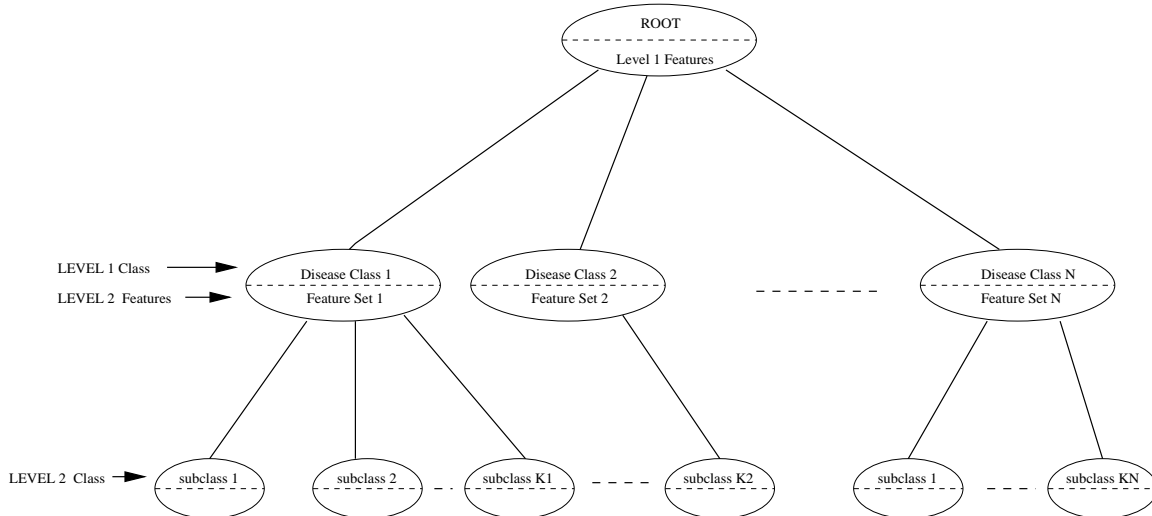 ROOT
Level 1 Features
LEVEL 1 Class
Disease Class 1
Disease Class 2
Disease Class N
LEVEL 2 Features
Feature Set 1
Feature Set 2
Feature Set N
LEVEL 2 Class
subclass 1
subclass 2
subclass K1
subclass K2
subclass 1
subclass KN